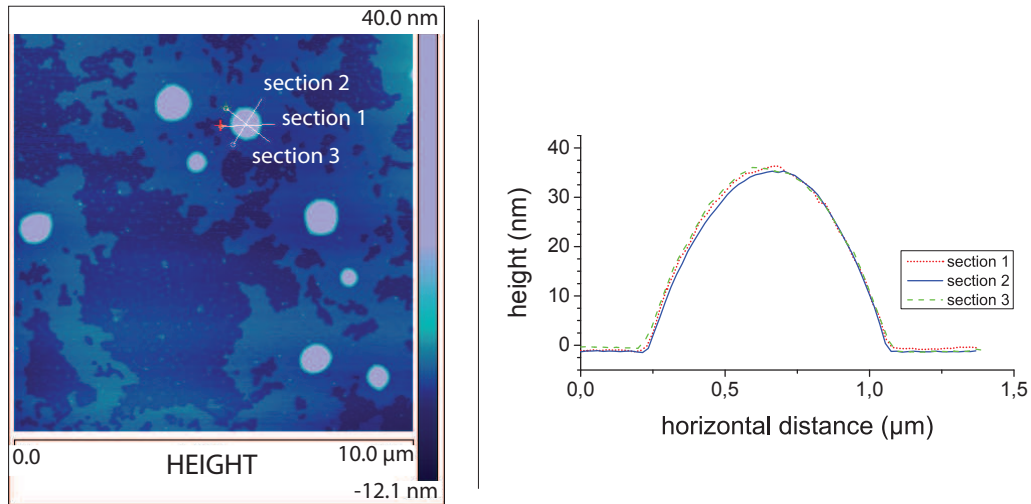 40.0 nm
section 2
section 1
section 3
0.0
HEIGHT
10.0 µm
-12.1 nm
height (nm)
40
30
20
10
0
0,0
0,5
1,0
1,5
horizontal distance (µm)
section 1
section 2
section 3